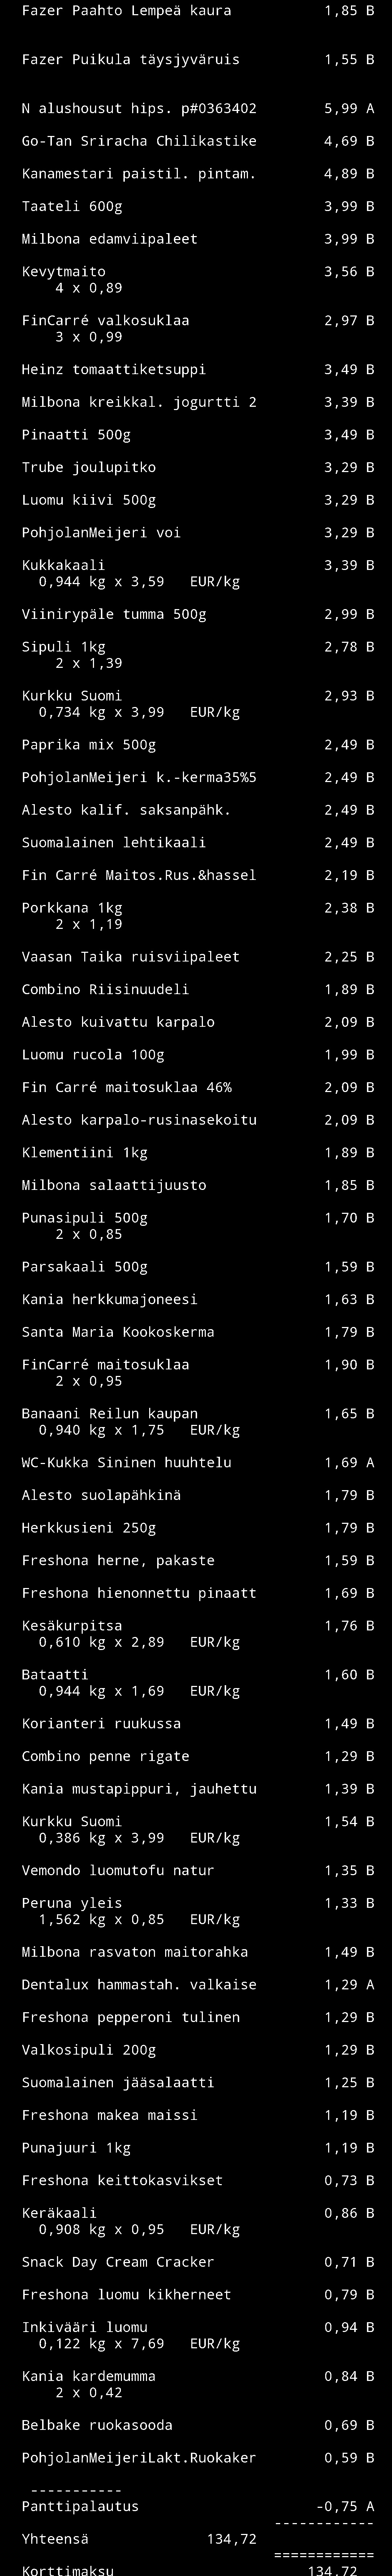 Fazer Paahto Lempeä kaura 1,85 B
Fazer Puikula täysjyväruis 1,55 B
N alushousut hips. p#0363402 5,99 A
Go-Tan Sriracha Chilikastike 4,69 B
Kanamestari paistil. pintam. 4,89 B
Taateli 600g 3,99 B
Milbona edamviipaleet 3,99 B
Kevytmaito 3,56 B
4 x 0,89
FinCarré valkosuklaa 2,97 B
3 x 0,99
Heinz tomaattiketsuppi 3,49 B
Milbona kreikkal. jogurtti 2 3,39 B
Pinaatti 500g 3,49 B
Trube joulupitko 3,29 B
Luomu kiivi 500g 3,29 B
PohjolanMeijeri voi 3,29 B
Kukkakaali 3,39 B
0,944 kg x 3,59 EUR/kg
Viinirypäle tumma 500g 2,99 B
Sipuli 1kg 2,78 B
2 x 1,39
Kurkku Suomi 2,93 B
0,734 kg x 3,99 EUR/kg
Paprika mix 500g 2,49 B
PohjolanMeijeri k.-kerma35%5 2,49 B
Alesto kalif. saksanpähk. 2,49 B
Suomalainen lehtikaali 2,49 B
Fin Carré Maitos.Rus.&hassel 2,19 B
Porkkana 1kg 2,38 B
2 x 1,19
Vaasan Taika ruisviipaleet 2,25 B
Combino Riisinuudeli 1,89 B
Alesto kuivattu karpalo 2,09 B
Luomu rucola 100g 1,99 B
Fin Carré maitosuklaa 46% 2,09 B
Alesto karpalo-rusinasekoitu 2,09 B
Klementiini 1kg 1,89 B
Milbona salaattijuusto 1,85 B
Punasipuli 500g 1,70 B
2 x 0,85
Parsakaali 500g 1,59 B
Kania herkkumajoneesi 1,63 B
Santa Maria Kookoskerma 1,79 B
FinCarré maitosuklaa 1,90 B
2 x 0,95
Banaani Reilun kaupan 1,65 B
0,940 kg x 1,75 EUR/kg
WC-Kukka Sininen huuhtelu 1,69 A
Alesto suolapähkinä 1,79 B
Herkkusieni 250g 1,79 B
Freshona herne, pakaste 1,59 B
Freshona hienonnettu pinaatt 1,69 B
Kesäkurpitsa 1,76 B
0,610 kg x 2,89 EUR/kg
Bataatti 1,60 B
0,944 kg x 1,69 EUR/kg
Korianteri ruukussa 1,49 B
Combino penne rigate 1,29 B
Kania mustapippuri, jauhettu 1,39 B
Kurkku Suomi 1,54 B
0,386 kg x 3,99 EUR/kg
Vemondo luomutofu natur 1,35 B
Peruna yleis 1,33 B
1,562 kg x 0,85 EUR/kg
Milbona rasvaton maitorahka 1,49 B
Dentalux hammastah. valkaise 1,29 A
Freshona pepperoni tulinen 1,29 B
Valkosipuli 200g 1,29 B
Suomalainen jääsalaatti 1,25 B
Freshona makea maissi 1,19 B
Punajuuri 1kg 1,19 B
Freshona keittokasvikset 0,73 B
Keräkaali 0,86 B
0,908 kg x 0,95 EUR/kg
Snack Day Cream Cracker 0,71 B
Freshona luomu kikherneet 0,79 B
Inkivääri luomu 0,94 B
0,122 kg x 7,69 EUR/kg
Kania kardemumma 0,84 B
2 x 0,42
Belbake ruokasooda 0,69 B
PohjolanMeijeriLakt.Ruokaker 0,59 B
-----------
Panttipalautus -0,75 A
------------
Yhteensä 134,72
============
Korttimaksu 134,72